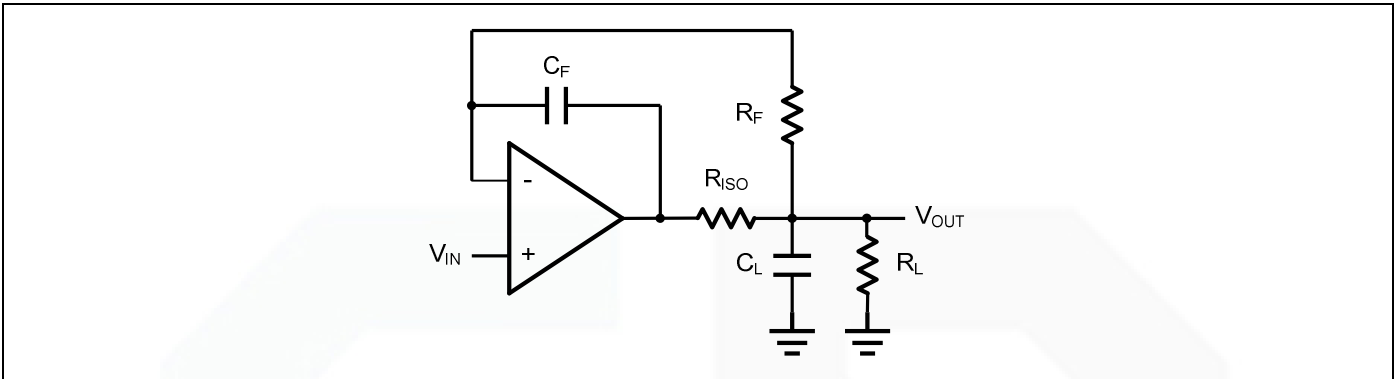 C_F
R_F
-
R_ISO
V_OUT
V_IN
+
C_L
R_L